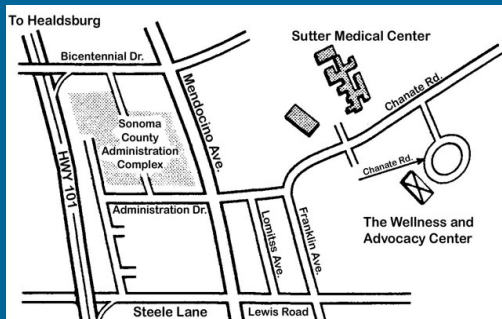 To Healdsburg
Bicentennial Dr.
Sutter Medical Center
Mendocino Ave.
Chanate Rd.
HWY 101
Sonoma
County
Administration
Complex
Chanate Rd.
Administration Dr.
Lomitss Ave.
Franklin Ave.
The Wellness and
Advocacy Center
Steele Lane
Lewis Road